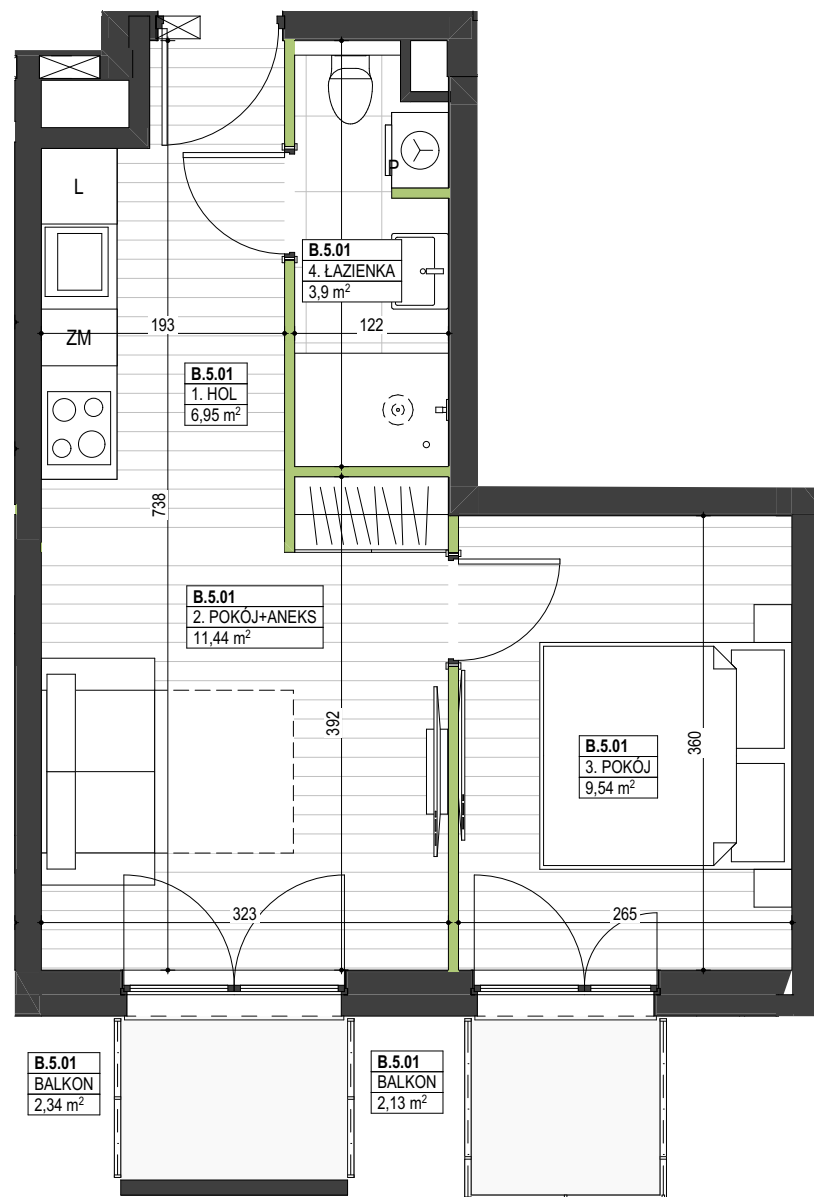 L
B.5.01
4. ŁAZIENKA
3,9 m²
193
122
ZM
B.5.01
1. HOL
6,95 m²
738
B.5.01
2. POKÓJ+ANEKS
11,44 m²
392
360
B.5.01
3. POKÓJ
9,54 m²
323
265
B.5.01
BALKON
2,34 m²
B.5.01
BALKON
2,13 m²